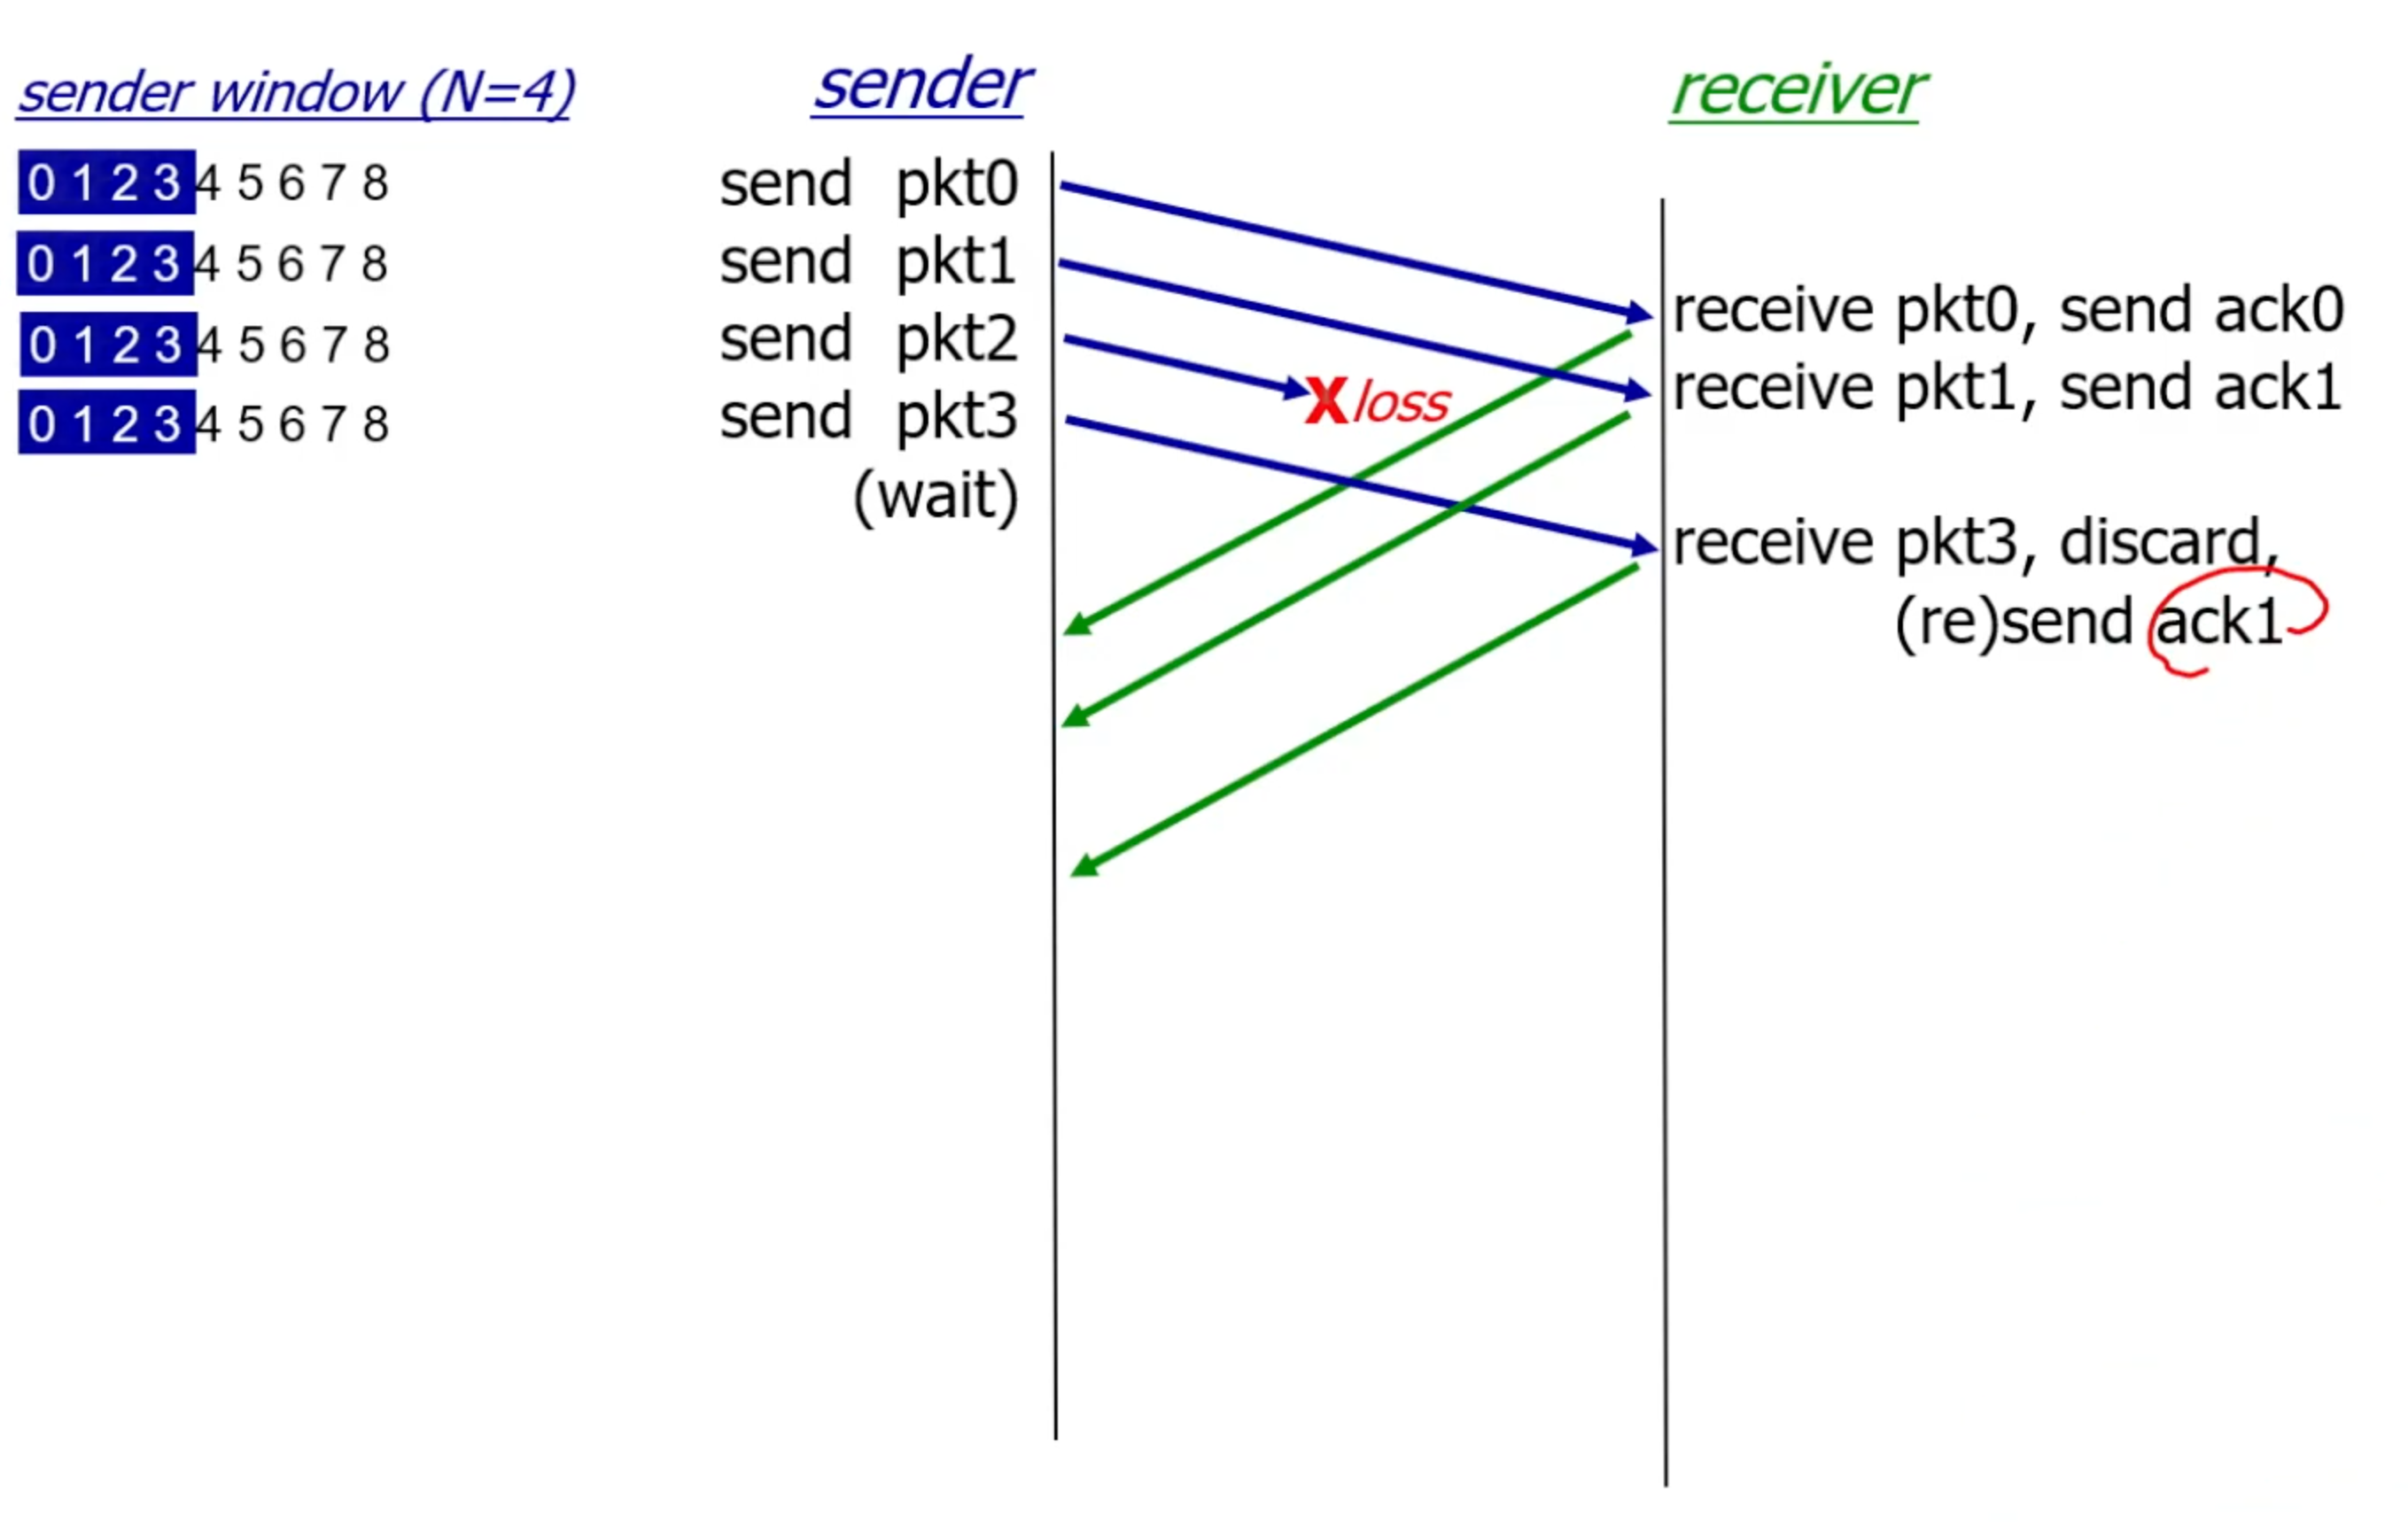 sender window (N=4)
sender
receiver
0 1 2 3 4 5 6 7 8
0 1 2 3 4 5 6 7 8
0 1 2 3 4 5 6 7 8
0 1 2 3 4 5 6 7 8
send pkt0
send pkt1
send pkt2
send pkt3
(wait)
X loss
receive pkt0, send ack0
receive pkt1, send ack1
receive pkt3, discard,
(re)send ack1